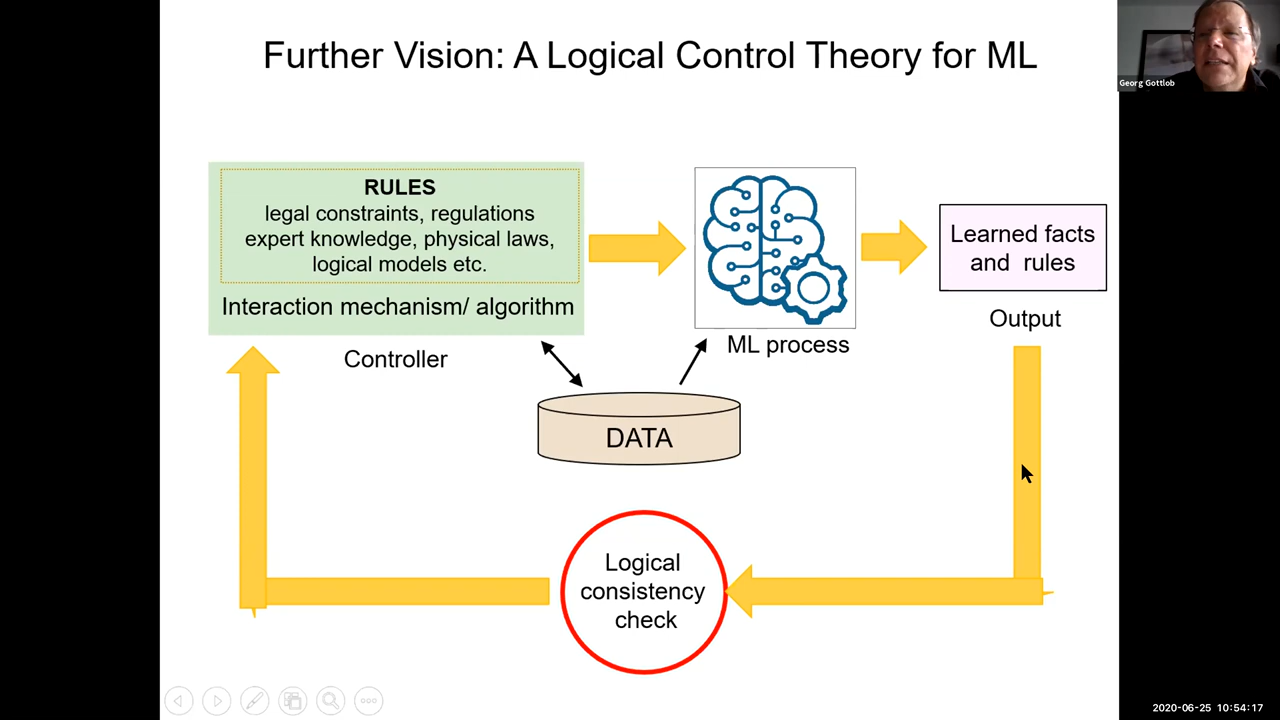 Further Vision: A Logical Control Theory for ML
Georg Gottlob
RULES
legal constraints, regulations
expert knowledge, physical laws,
logical models etc.
Interaction mechanism/ algorithm
Controller
ML process
Learned facts
and rules
Output
DATA
Logical
consistency
check
2020-06-25 10:54:17